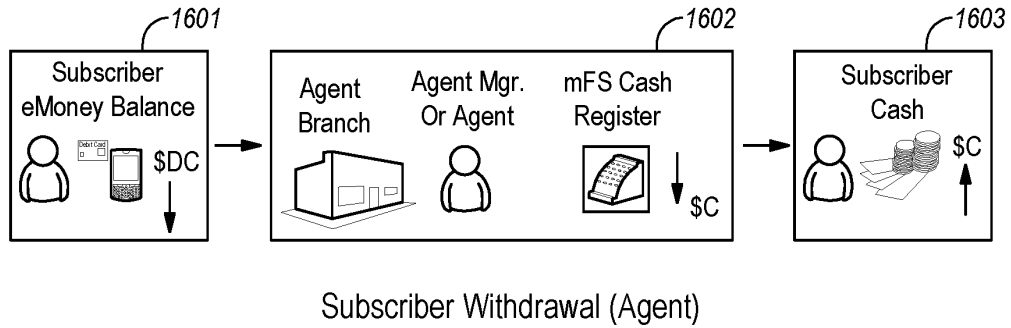 1601
1602
1603
Subscriber
eMoney Balance
Debit Card
$DC
Agent
Branch
Agent Mgr.
Or Agent
mFS Cash
Register
$C
Subscriber
Cash
$C
Subscriber Withdrawal (Agent)